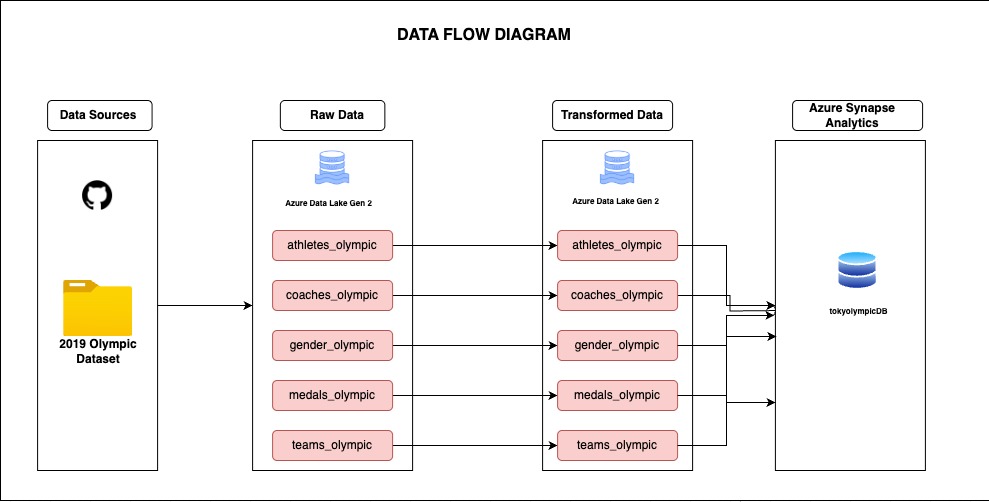 DATA FLOW DIAGRAM
Data Sources
Raw Data
Transformed Data
Azure Synapse
Analytics
Azure Data Lake Gen 2
Azure Data Lake Gen 2
athletes_olympic
athletes_olympic
coaches_olympic
coaches_olympic
tokyolympicDB
2019 Olympic
Dataset
gender_olympic
gender_olympic
medals_olympic
medals_olympic
teams_olympic
teams_olympic